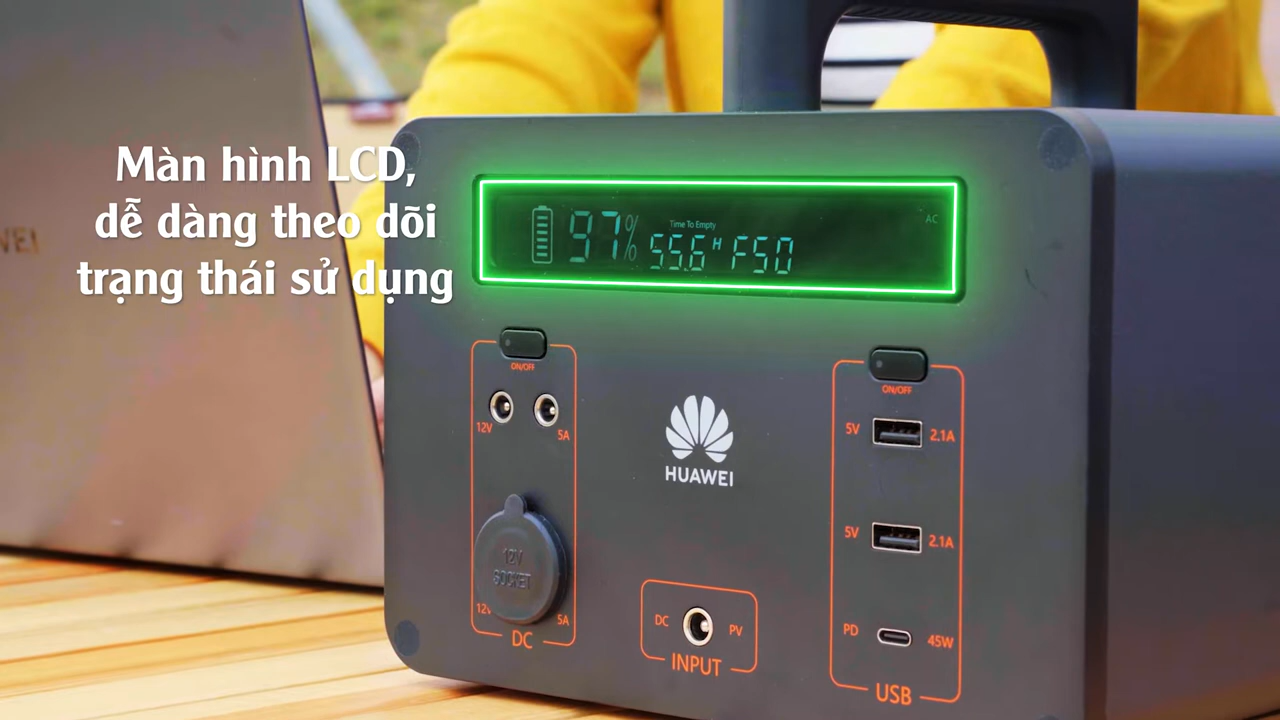 Màn hình LCD,
dễ dàng theo dõi
trạng thái sử dụng
WEI
97%
Time To Empty
55.6 H F50
AC
ON/OFF
12V 5A
12V
SOCKET
12V 5A
DC
HUAWEI
DC PV
INPUT
ON/OFF
5V 2.1A
5V 2.1A
PD 45W
USB